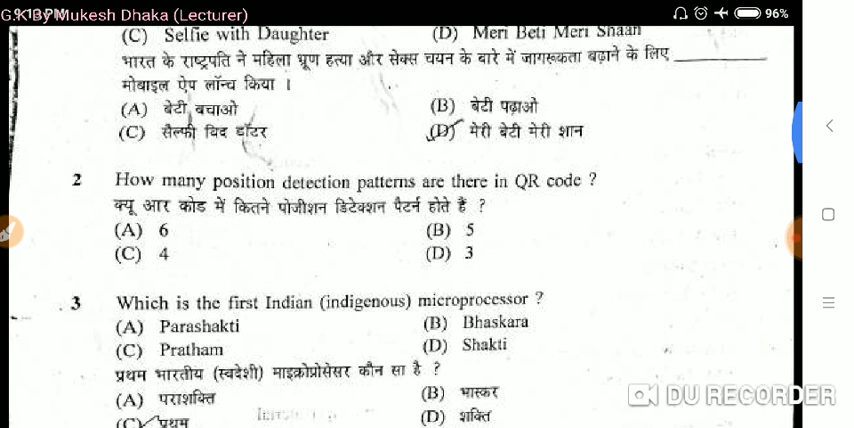 G.K By Mukesh Dhaka (Lecturer)
96%
(C) Selfie with Daughter (D) Meri Beti Meri Shaan
भारत के राष्ट्रपति ने महिला भ्रूण हत्या और सेक्स चयन के बारे में जागरूकता बढ़ाने के लिए
मोबाइल ऐप लॉन्च किया ।
(A) बेटी बचाओ (B) बेटी पढ़ाओ
(C) सैल्फी विद डॉटर (D) मेरी बेटी मेरी शान
2 How many position detection patterns are there in QR code ?
क्यू आर कोड में कितने पोजीशन डिटेक्शन पैटर्न होते हैं ?
(A) 6 (B) 5
(C) 4 (D) 3
3 Which is the first Indian (indigenous) microprocessor ?
(A) Parashakti (B) Bhaskara
(C) Pratham (D) Shakti
प्रथम भारतीय (स्वदेशी) माइक्रोप्रोसेसर कौन सा है ?
(A) पराशक्ति (B) भास्कर
(C) प्रथम (D) शक्ति
DU RECORDER